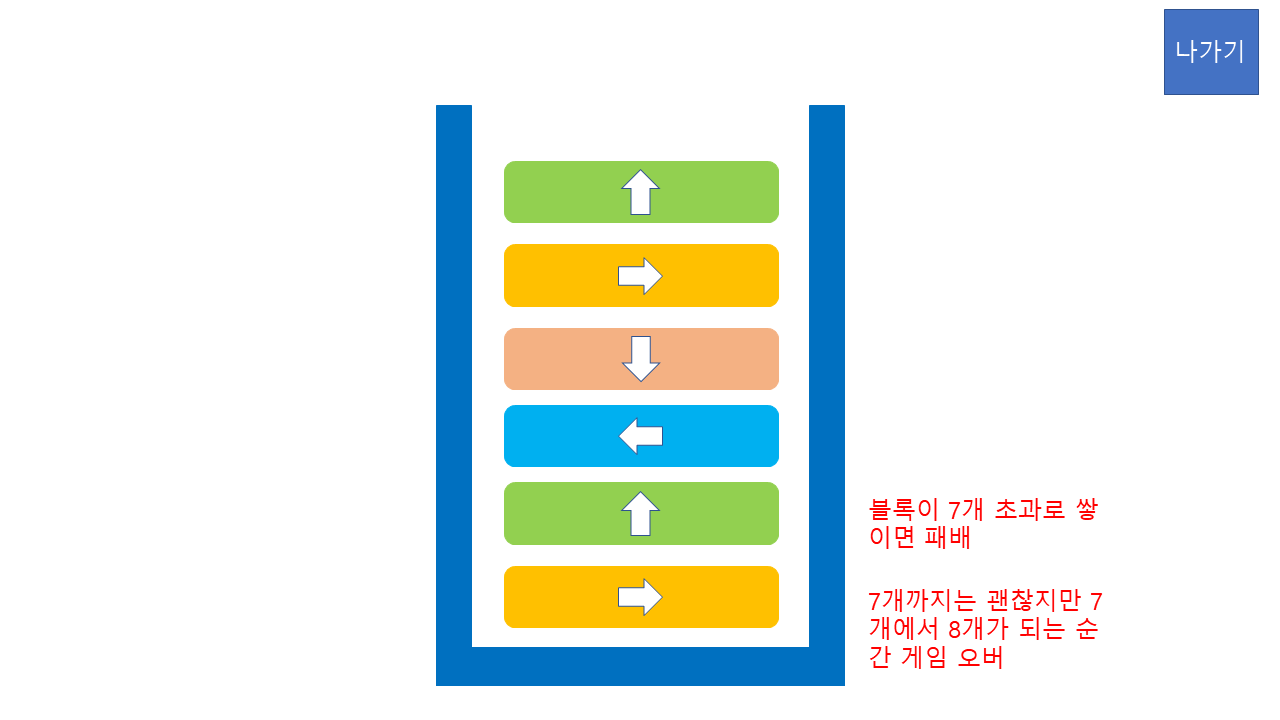 나가기
블록이 7개 초과로 쌓
이면 패배
7개까지는 괜찮지만 7
개에서 8개가 되는 순
간 게임 오버